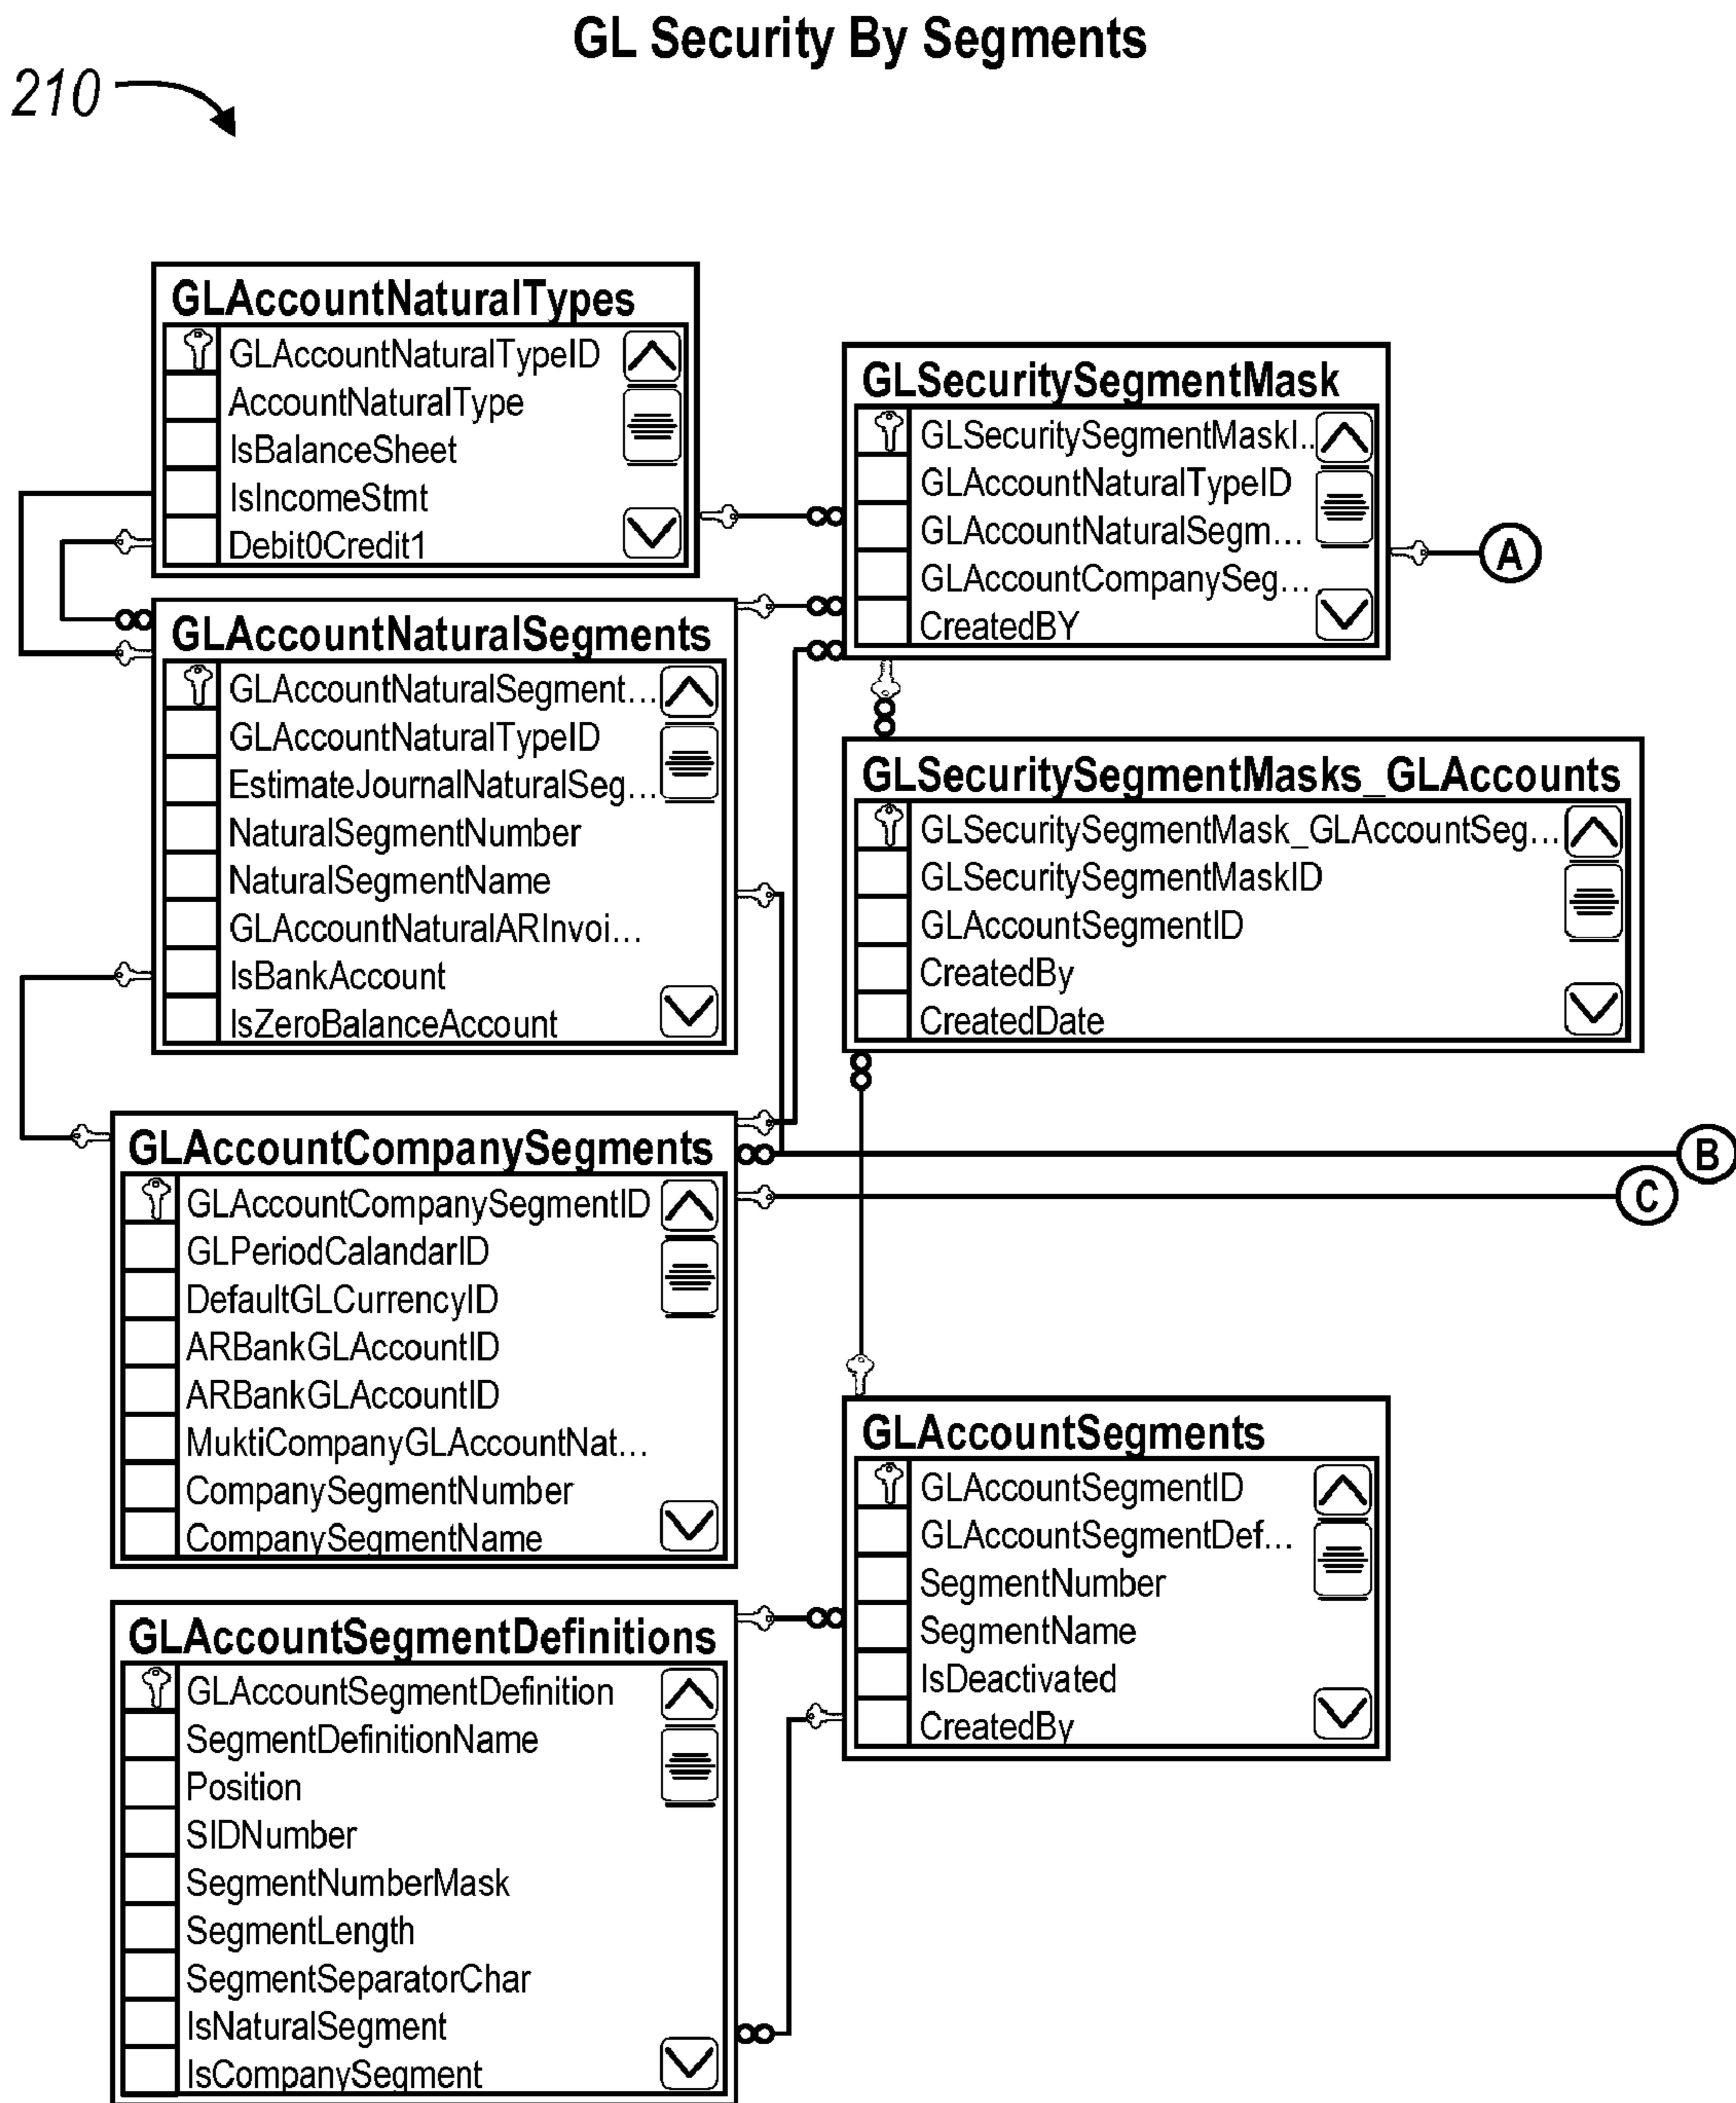 GL Security By Segments
210
GLAccountNaturalTypes
GLAccountNaturalTypeID
AccountNaturalType
IsBalanceSheet
IsIncomeStmt
Debit0Credit1
GLSecuritySegmentMask
GLSecuritySegmentMaskI..
GLAccountNaturalTypeID
GLAccountNaturalSegm...
GLAccountCompanySeg...
CreatedBY
A
GLAccountNaturalSegments
GLAccountNaturalSegment...
GLAccountNaturalTypeID
EstimateJournalNaturalSeg...
NaturalSegmentNumber
NaturalSegmentName
GLAccountNaturalARInvoi...
IsBankAccount
IsZeroBalanceAccount
GLSecuritySegmentMasks_GLAccounts
GLSecuritySegmentMask_GLAccountSeg...
GLSecuritySegmentMaskID
GLAccountSegmentID
CreatedBy
CreatedDate
GLAccountCompanySegments
GLAccountCompanySegmentID
GLPeriodCalandarID
DefaultGLCurrencyID
ARBankGLAccountID
ARBankGLAccountID
MuktiCompanyGLAccountNat...
CompanySegmentNumber
CompanySegmentName
B
C
GLAccountSegments
GLAccountSegmentID
GLAccountSegmentDef...
SegmentNumber
SegmentName
IsDeactivated
CreatedBy
GLAccountSegmentDefinitions
GLAccountSegmentDefinition
SegmentDefinitionName
Position
SIDNumber
SegmentNumberMask
SegmentLength
SegmentSeparatorChar
IsNaturalSegment
IsCompanySegment